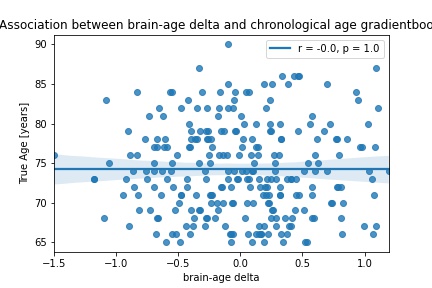 Association between brain-age delta and chronological age gradientboo
r = -0.0, p = 1.0
90
85
80
75
70
65
True Age [years]
−1.5 −1.0 −0.5 0.0 0.5 1.0
brain-age delta